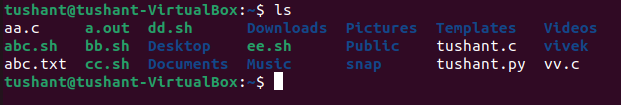 tushant@tushant-VirtualBox:~$ ls
aa.c a.out dd.sh Downloads Pictures Templates Videos
abc.sh bb.sh Desktop ee.sh Public tushant.c vivek
abc.txt cc.sh Documents Music snap tushant.py vv.c
tushant@tushant-VirtualBox:~$